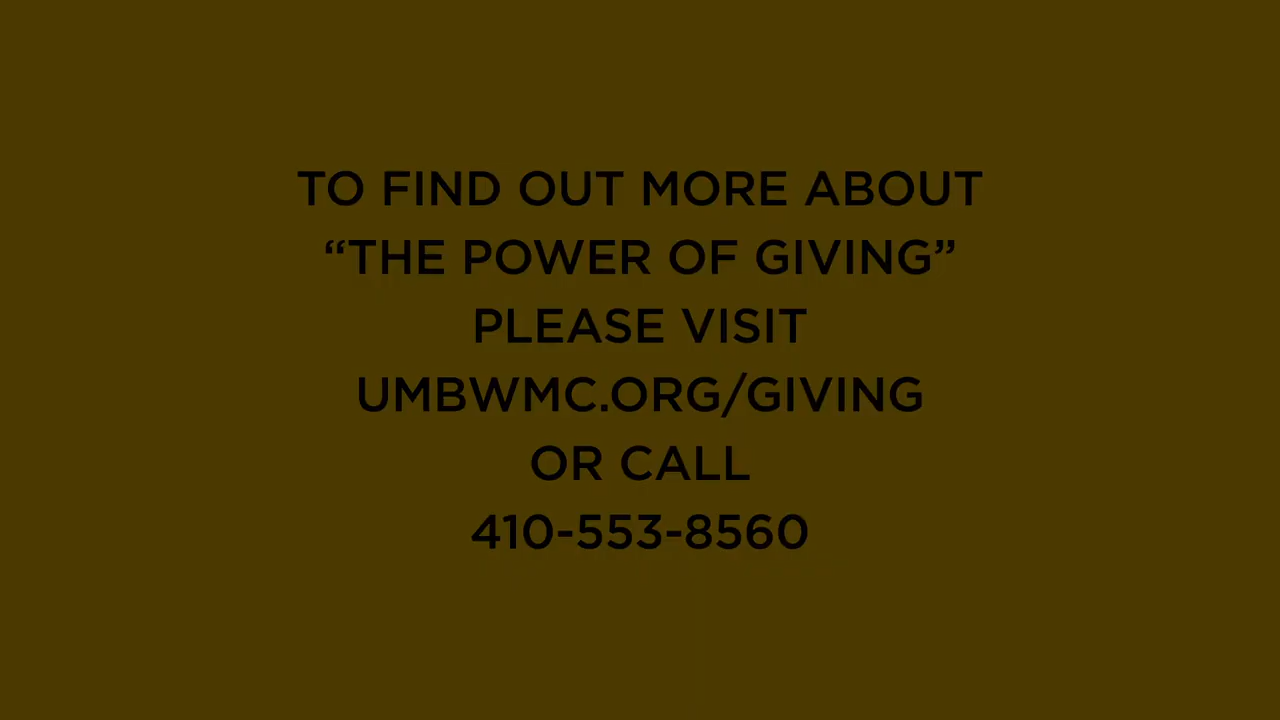 TO FIND OUT MORE ABOUT
“THE POWER OF GIVING”
PLEASE VISIT
UMBWMC.ORG/GIVING
OR CALL
410-553-8560